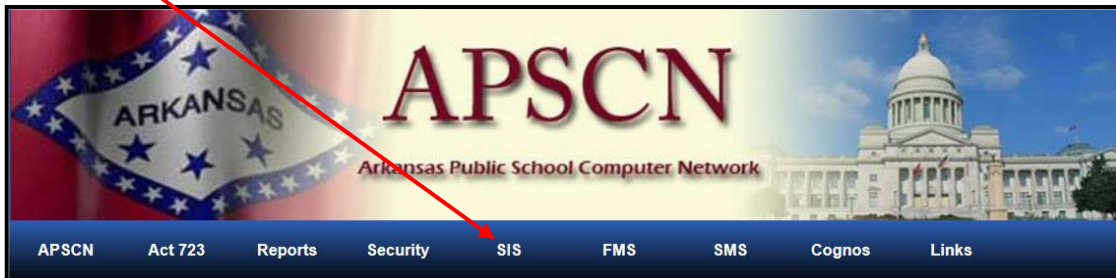 ARKANSAS
APSCN
Arkansas Public School Computer Network
APSCN Act 723 Reports Security SIS FMS SMS Cognos Links